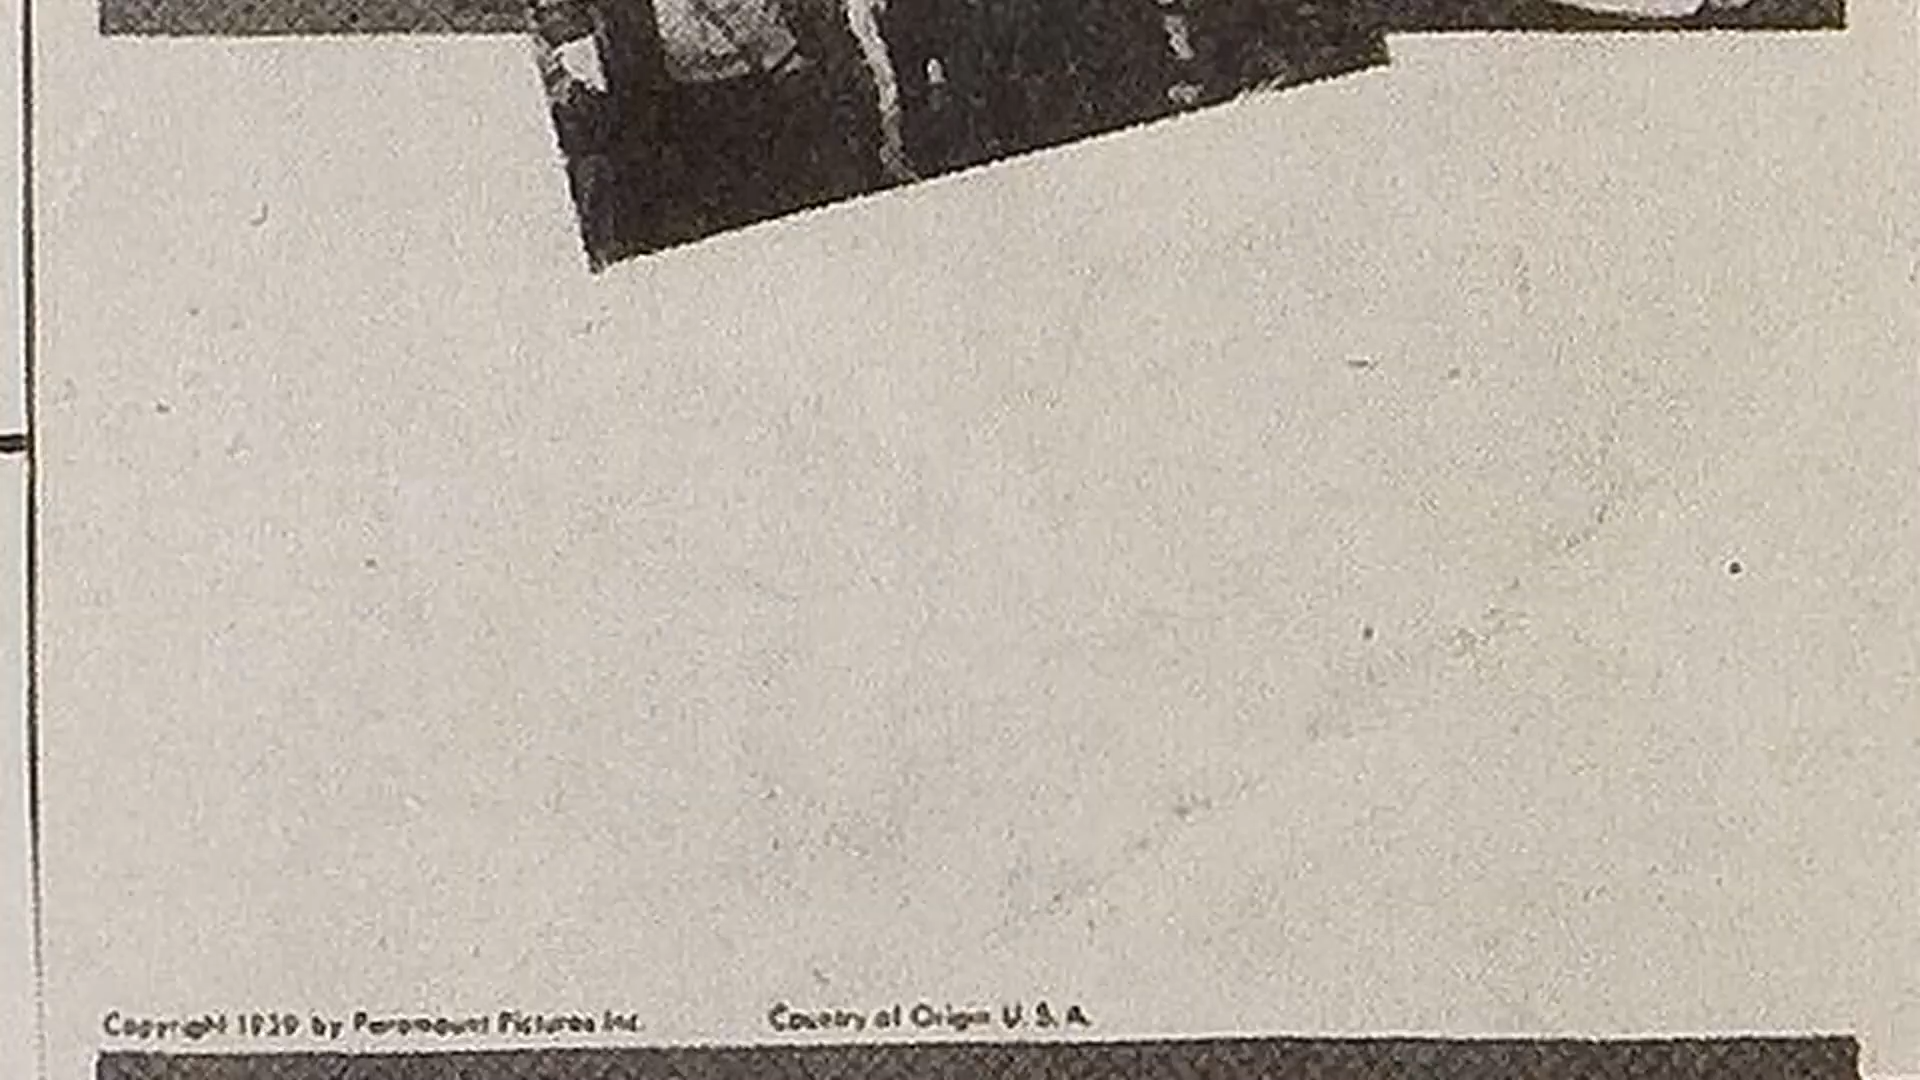 Copyright 1939 by Paramount Pictures Inc.
Country of Origin U. S. A.